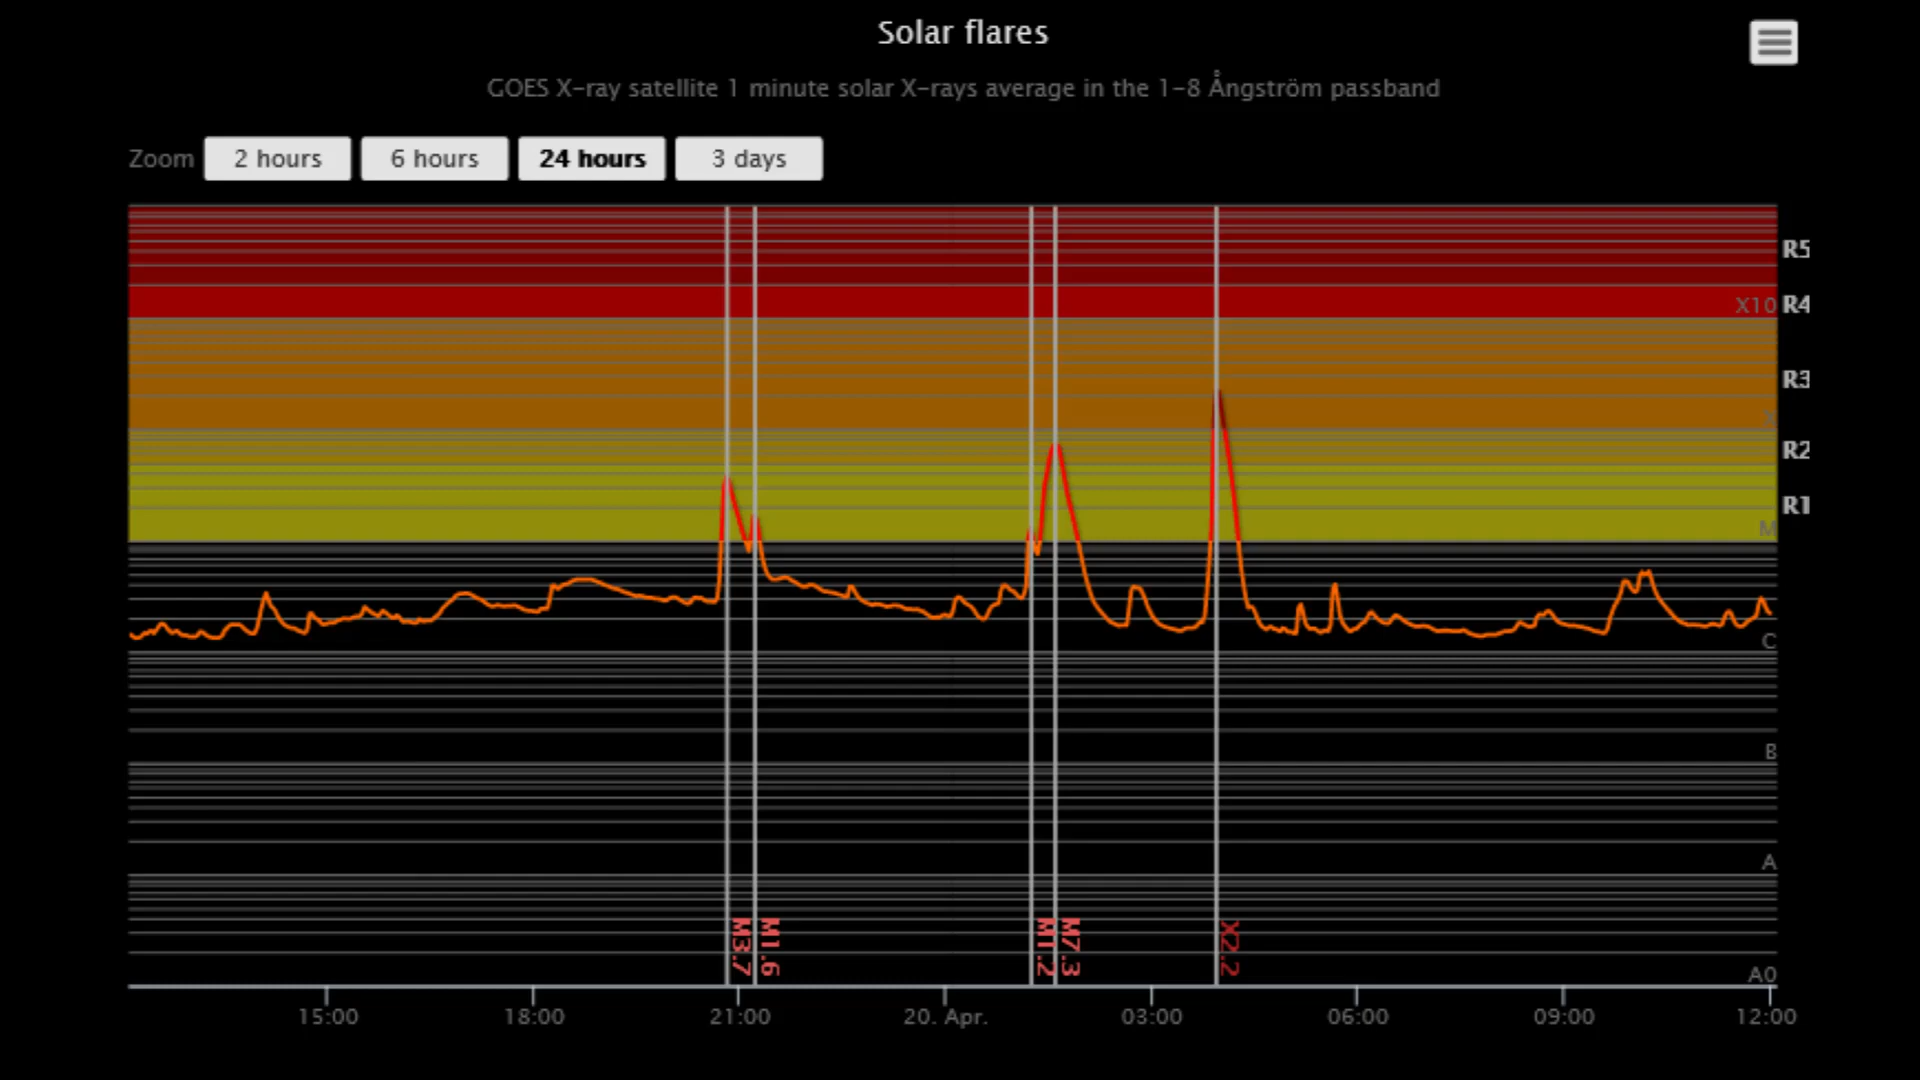 Solar flares
GOES X-ray satellite 1 minute solar X-rays average in the 1-8 Ångström passband
Zoom 2 hours 6 hours 24 hours 3 days
R5
X10 R4
R3
X
R2
R1
M
C
B
A
M3.7 M1.6 M1.2 M7.3 X2.2
A0
15:00 18:00 21:00 20. Apr. 03:00 06:00 09:00 12:00